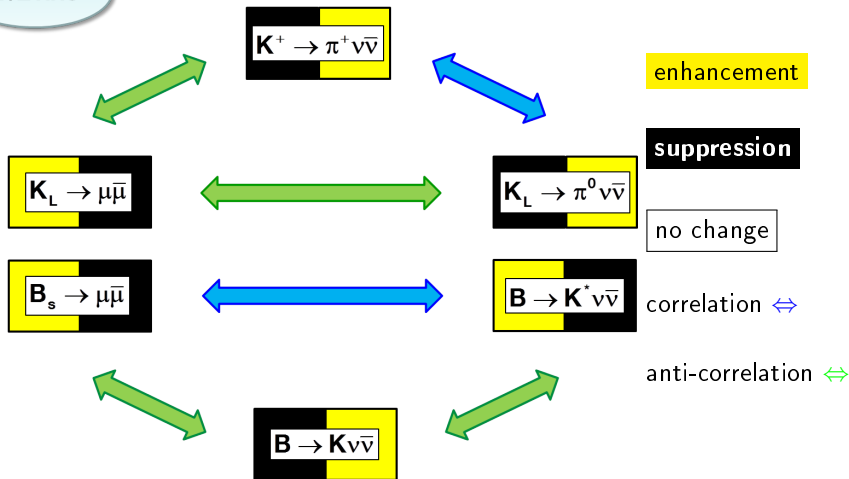 K⁺ → π⁺νν̄
enhancement
suppression
K_L → μμ̄
K_L → π⁰νν̄
no change
B_s → μμ̄
B → K*νν̄
correlation ⇔
anti-correlation ⇔
B → Kνν̄